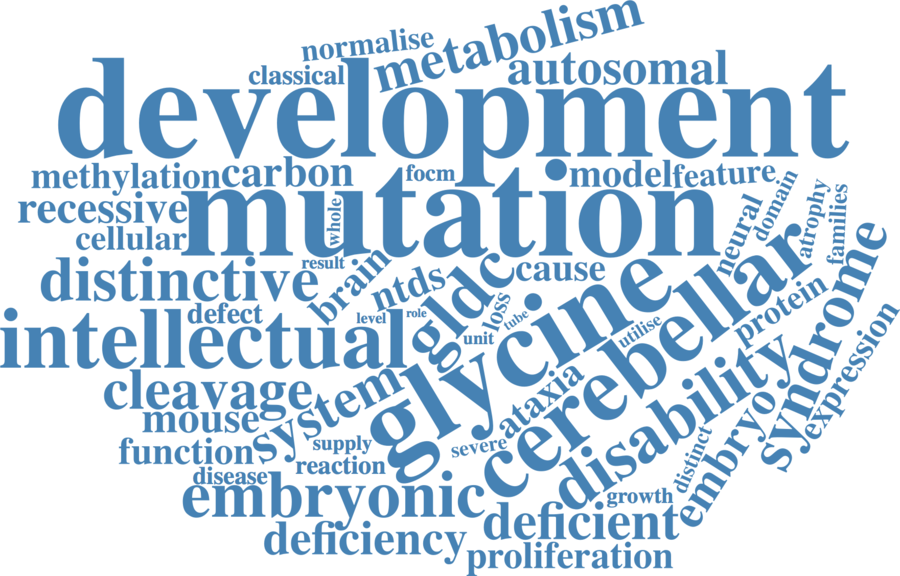 normalise
metabolism
classical
autosomal
development
methylation
carbon
focm
model
feature
recessive
mutation
whole
cellular
neural
domain
atrophy
families
result
distinctive
brain
ntds
gldc
cause
defect
level
role
loss
tube
unit
utilise
intellectual
glycine
cerebellar
protein
syndrome
expression
cleavage
system
ataxia
disability
mouse
function
supply
severe
reaction
disease
distinct
embryo
embryonic
growth
deficient
deficiency
proliferation